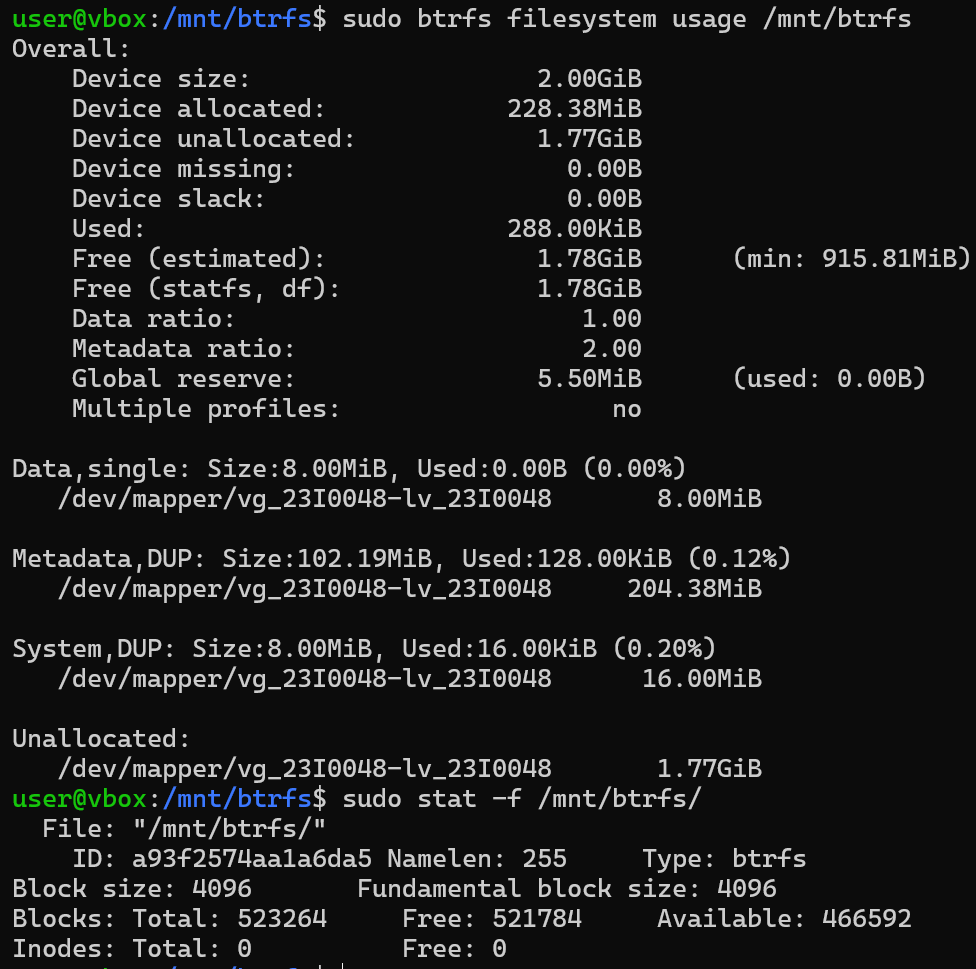 user@vbox:/mnt/btrfs$ sudo btrfs filesystem usage /mnt/btrfs
Overall:
    Device size:                   2.00GiB
    Device allocated:            228.38MiB
    Device unallocated:            1.77GiB
    Device missing:                  0.00B
    Device slack:                    0.00B
    Used:                        288.00KiB
    Free (estimated):              1.78GiB      (min: 915.81MiB)
    Free (statfs, df):             1.78GiB
    Data ratio:                       1.00
    Metadata ratio:                   2.00
    Global reserve:                5.50MiB      (used: 0.00B)
    Multiple profiles:                  no

Data,single: Size:8.00MiB, Used:0.00B (0.00%)
   /dev/mapper/vg_23I0048-lv_23I0048       8.00MiB

Metadata,DUP: Size:102.19MiB, Used:128.00KiB (0.12%)
   /dev/mapper/vg_23I0048-lv_23I0048     204.38MiB

System,DUP: Size:8.00MiB, Used:16.00KiB (0.20%)
   /dev/mapper/vg_23I0048-lv_23I0048      16.00MiB

Unallocated:
   /dev/mapper/vg_23I0048-lv_23I0048       1.77GiB
user@vbox:/mnt/btrfs$ sudo stat -f /mnt/btrfs/
  File: "/mnt/btrfs/"
    ID: a93f2574aa1a6da5 Namelen: 255     Type: btrfs
Block size: 4096       Fundamental block size: 4096
Blocks: Total: 523264     Free: 521784     Available: 466592
Inodes: Total: 0          Free: 0